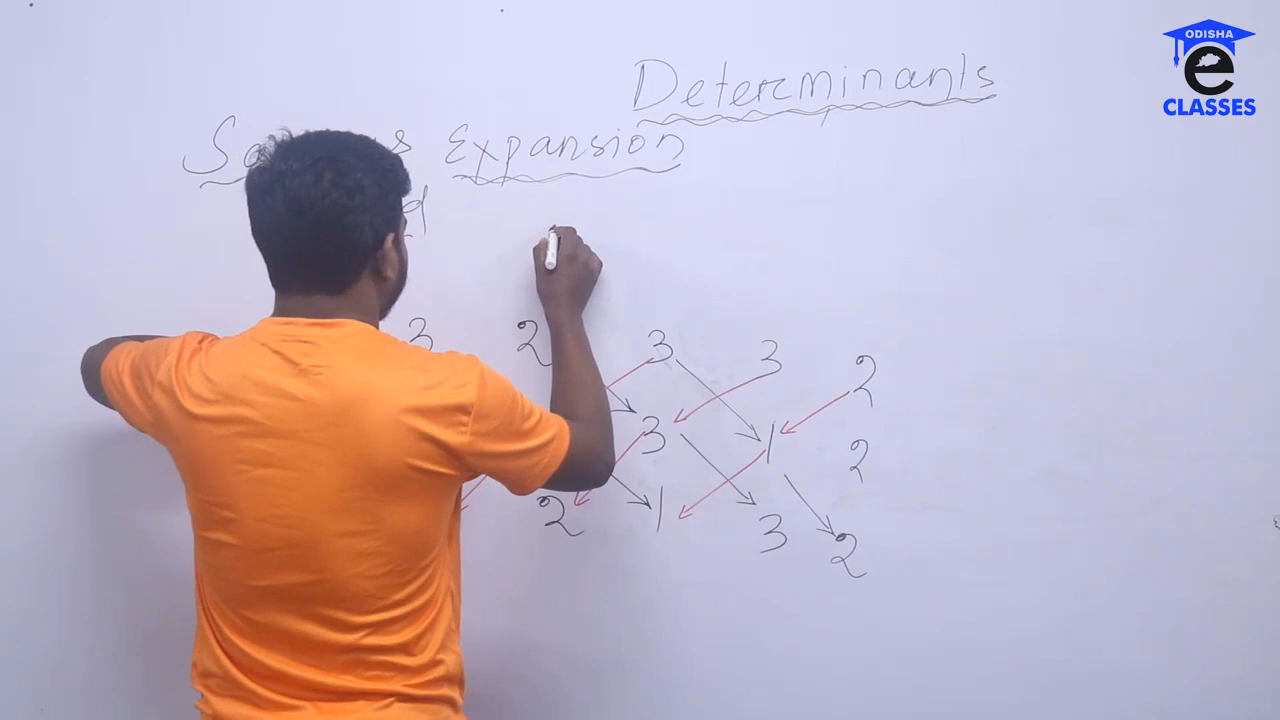 ODISHA
e
CLASSES
Determinants
Expansion
3 2 3 3 2
3 1 2
2 1 3 2